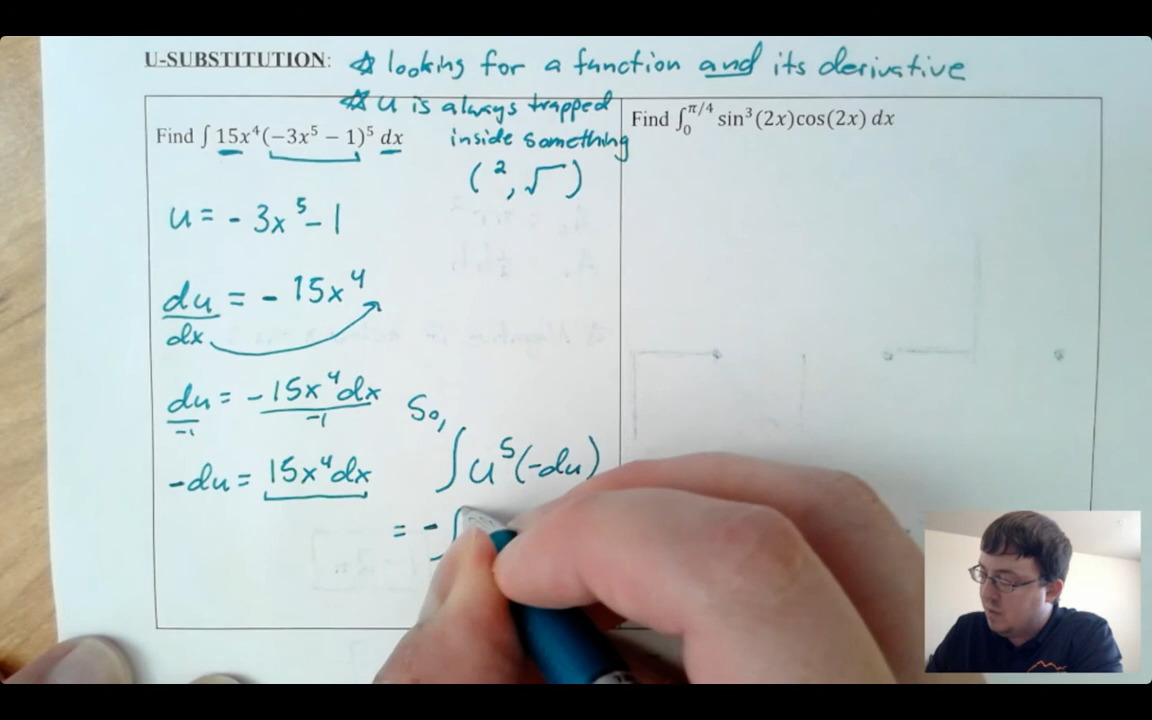 U-SUBSTITUTION: ☆ looking for a function and its derivative
☆ u is always trapped
inside something
( ², √ )
Find ∫ 15x⁴(−3x⁵ − 1)⁵ dx
u = - 3x⁵ - 1
du/dx = - 15x⁴
du/-1 = -15x⁴dx/-1
-du = 15x⁴dx
So,
∫ u⁵(-du)
= - ∫
Find ∫₀^π/4 sin³(2x)cos(2x) dx